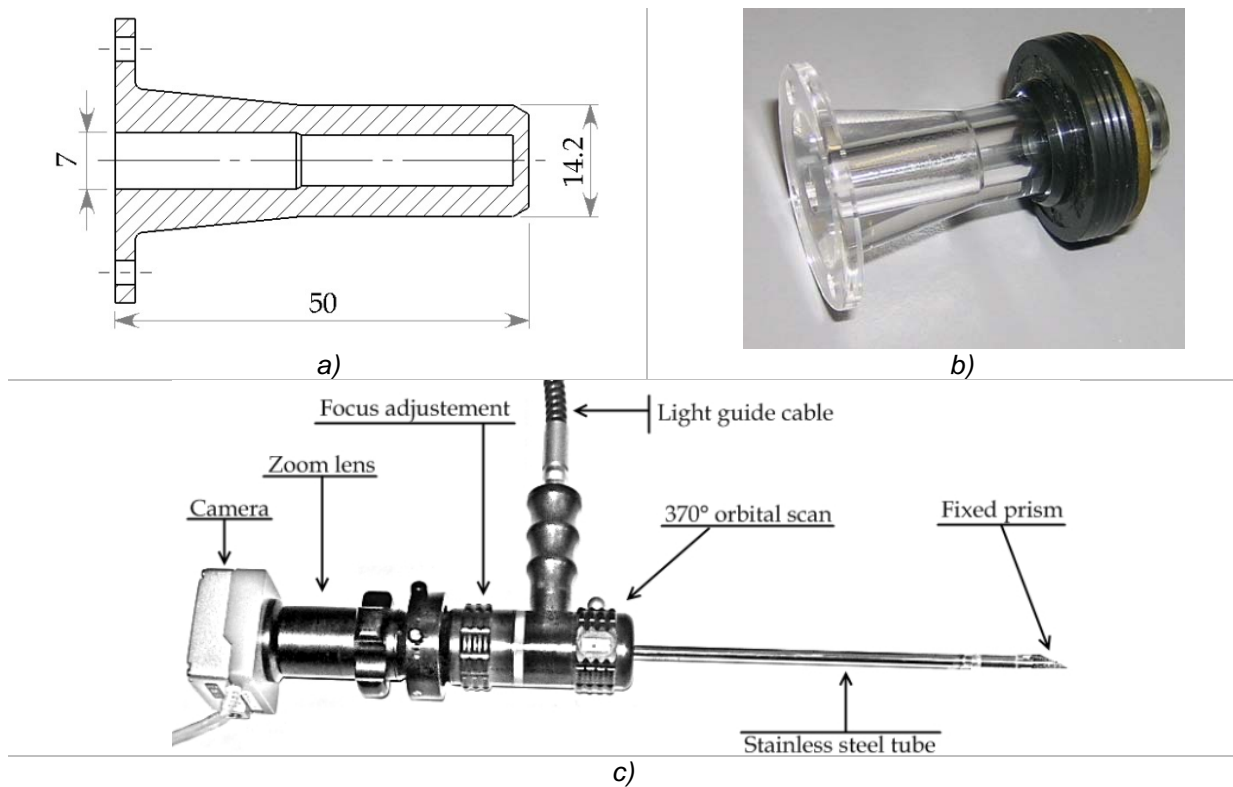 7
14.2
50
a)
b)
Focus adjustement
Light guide cable
Zoom lens
Camera
370° orbital scan
Fixed prism
Stainless steel tube
c)